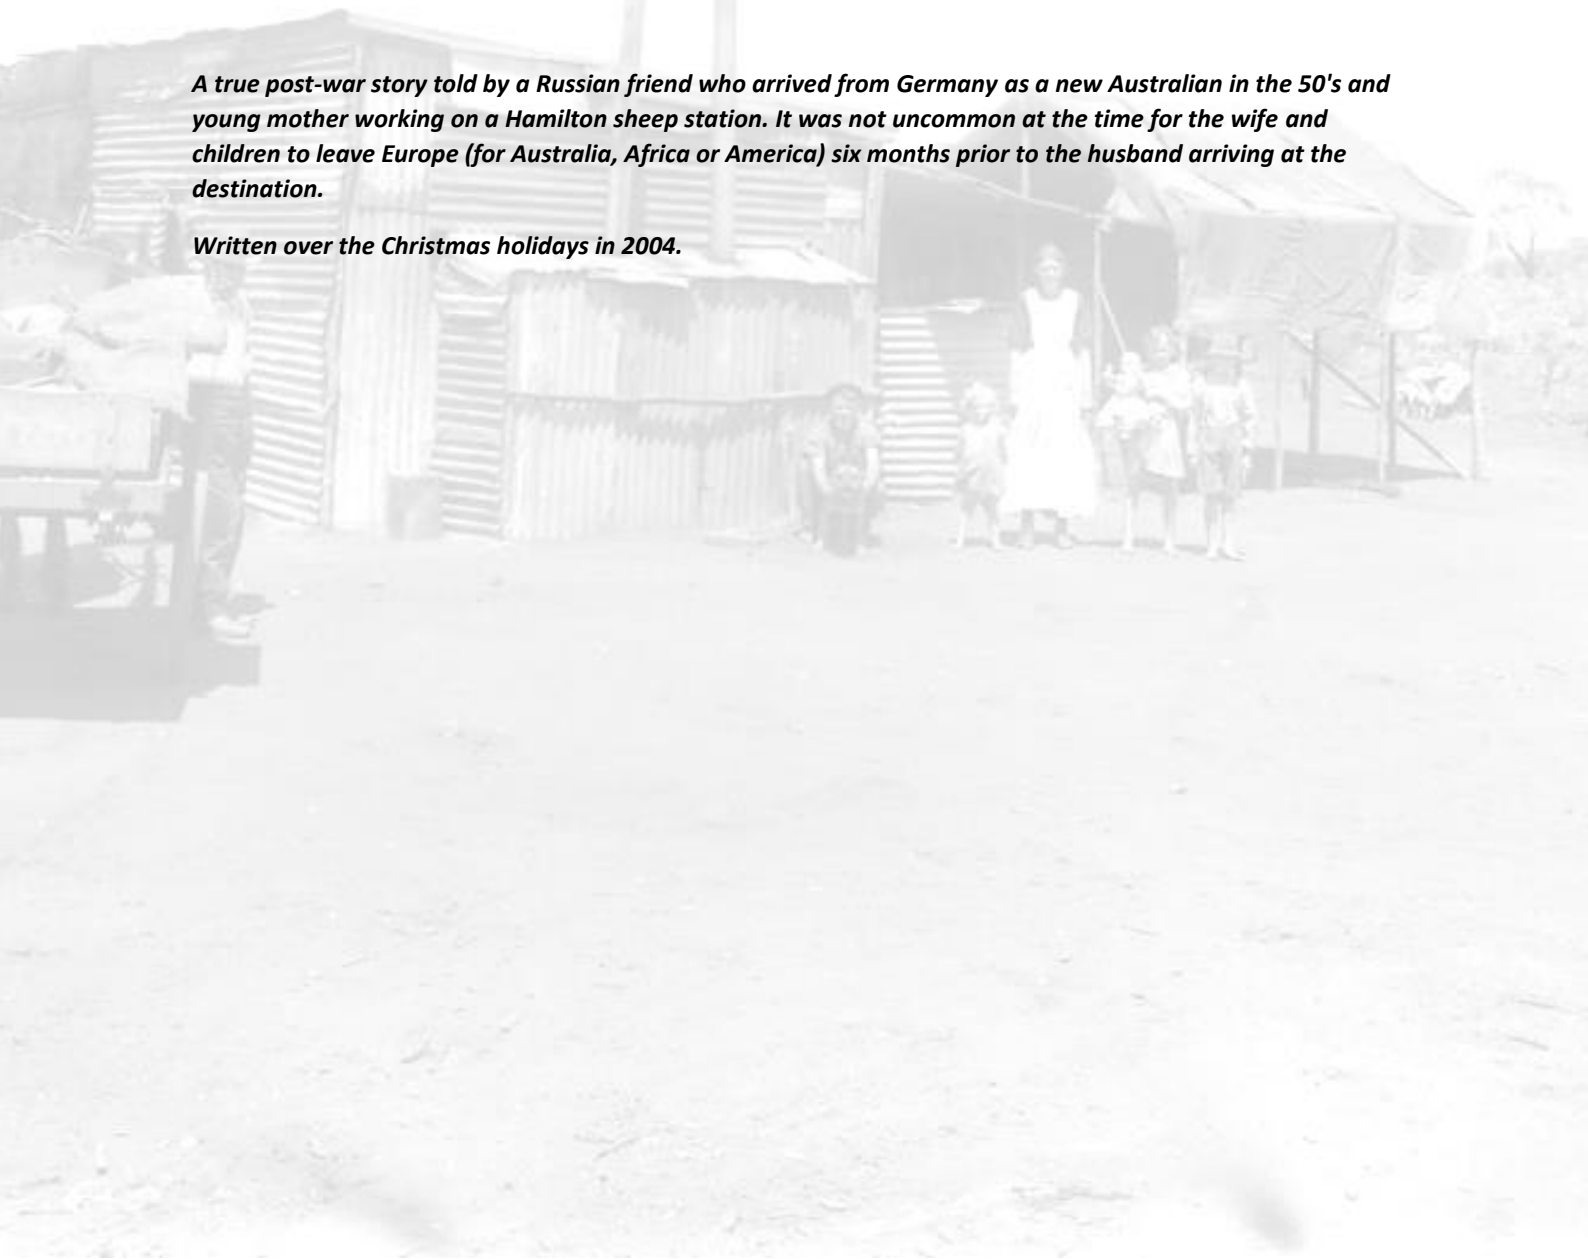 A true post-war story told by a Russian friend who arrived from Germany as a new Australian in the 50's and
young mother working on a Hamilton sheep station. It was not uncommon at the time for the wife and
children to leave Europe (for Australia, Africa or America) six months prior to the husband arriving at the
destination.
Written over the Christmas holidays in 2004.